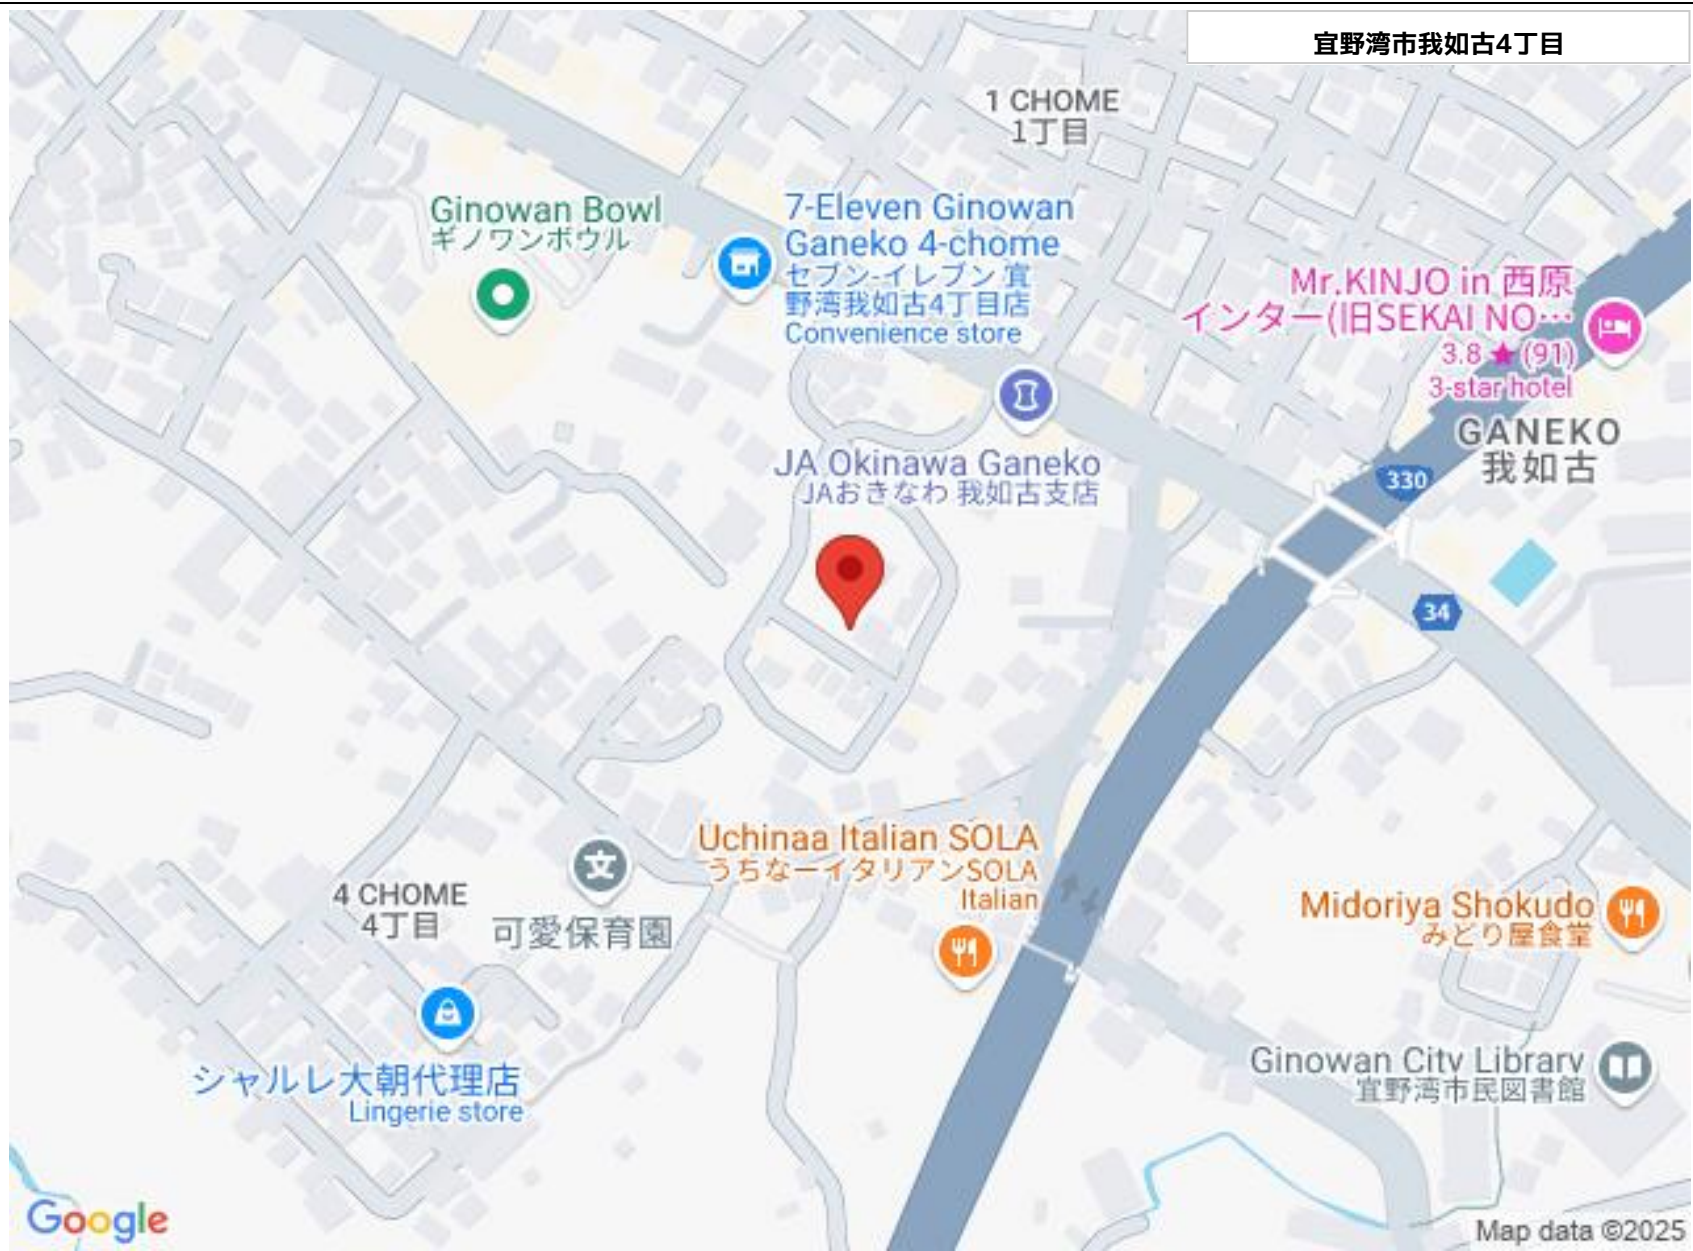 宜野湾市我如古4丁目
1 CHOME
1丁目
Ginowan Bowl
ギノワンボウル
7-Eleven Ginowan
Ganeko 4-chome
セブン-イレブン 宜
野湾我如古4丁目店
Convenience store
Mr.KINJO in 西原
インター(旧SEKAI NO…
3.8 ★ (91)
3-star hotel
GANEKO
我如古
330
JA Okinawa Ganeko
JAおきなわ 我如古支店
34
Uchinaa Italian SOLA
うちなーイタリアンSOLA
Italian
4 CHOME
4丁目
文
可愛保育園
Midoriya Shokudo
みどり屋食堂
シャルレ大朝代理店
Lingerie store
Ginowan City Library
宜野湾市民図書館
Google
Map data ©2025